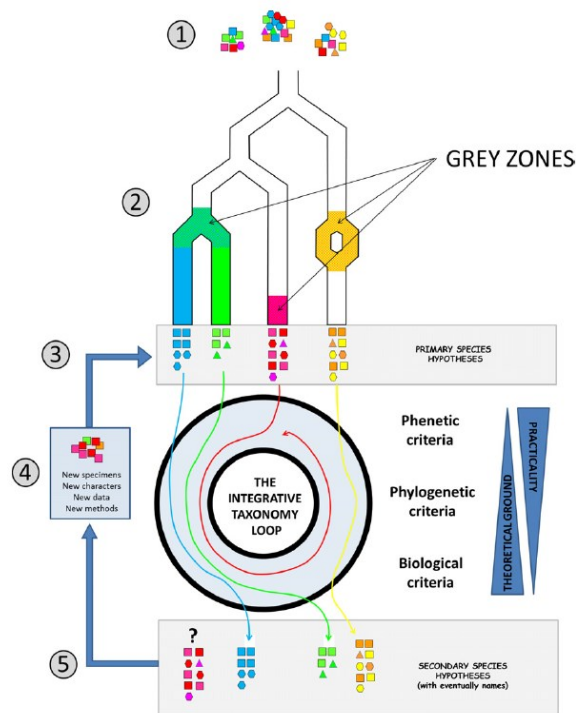 1
GREY ZONES
2
3
PRIMARY SPECIES
HYPOTHESES
Phenetic
criteria
PRACTICALITY
THEORETICAL GROUND
4
New specimens
New characters
New data
New methods
THE
INTEGRATIVE
TAXONOMY
LOOP
Phylogenetic
criteria
Biological
criteria
5
?
SECONDARY SPECIES
HYPOTHESES
(with eventually names)